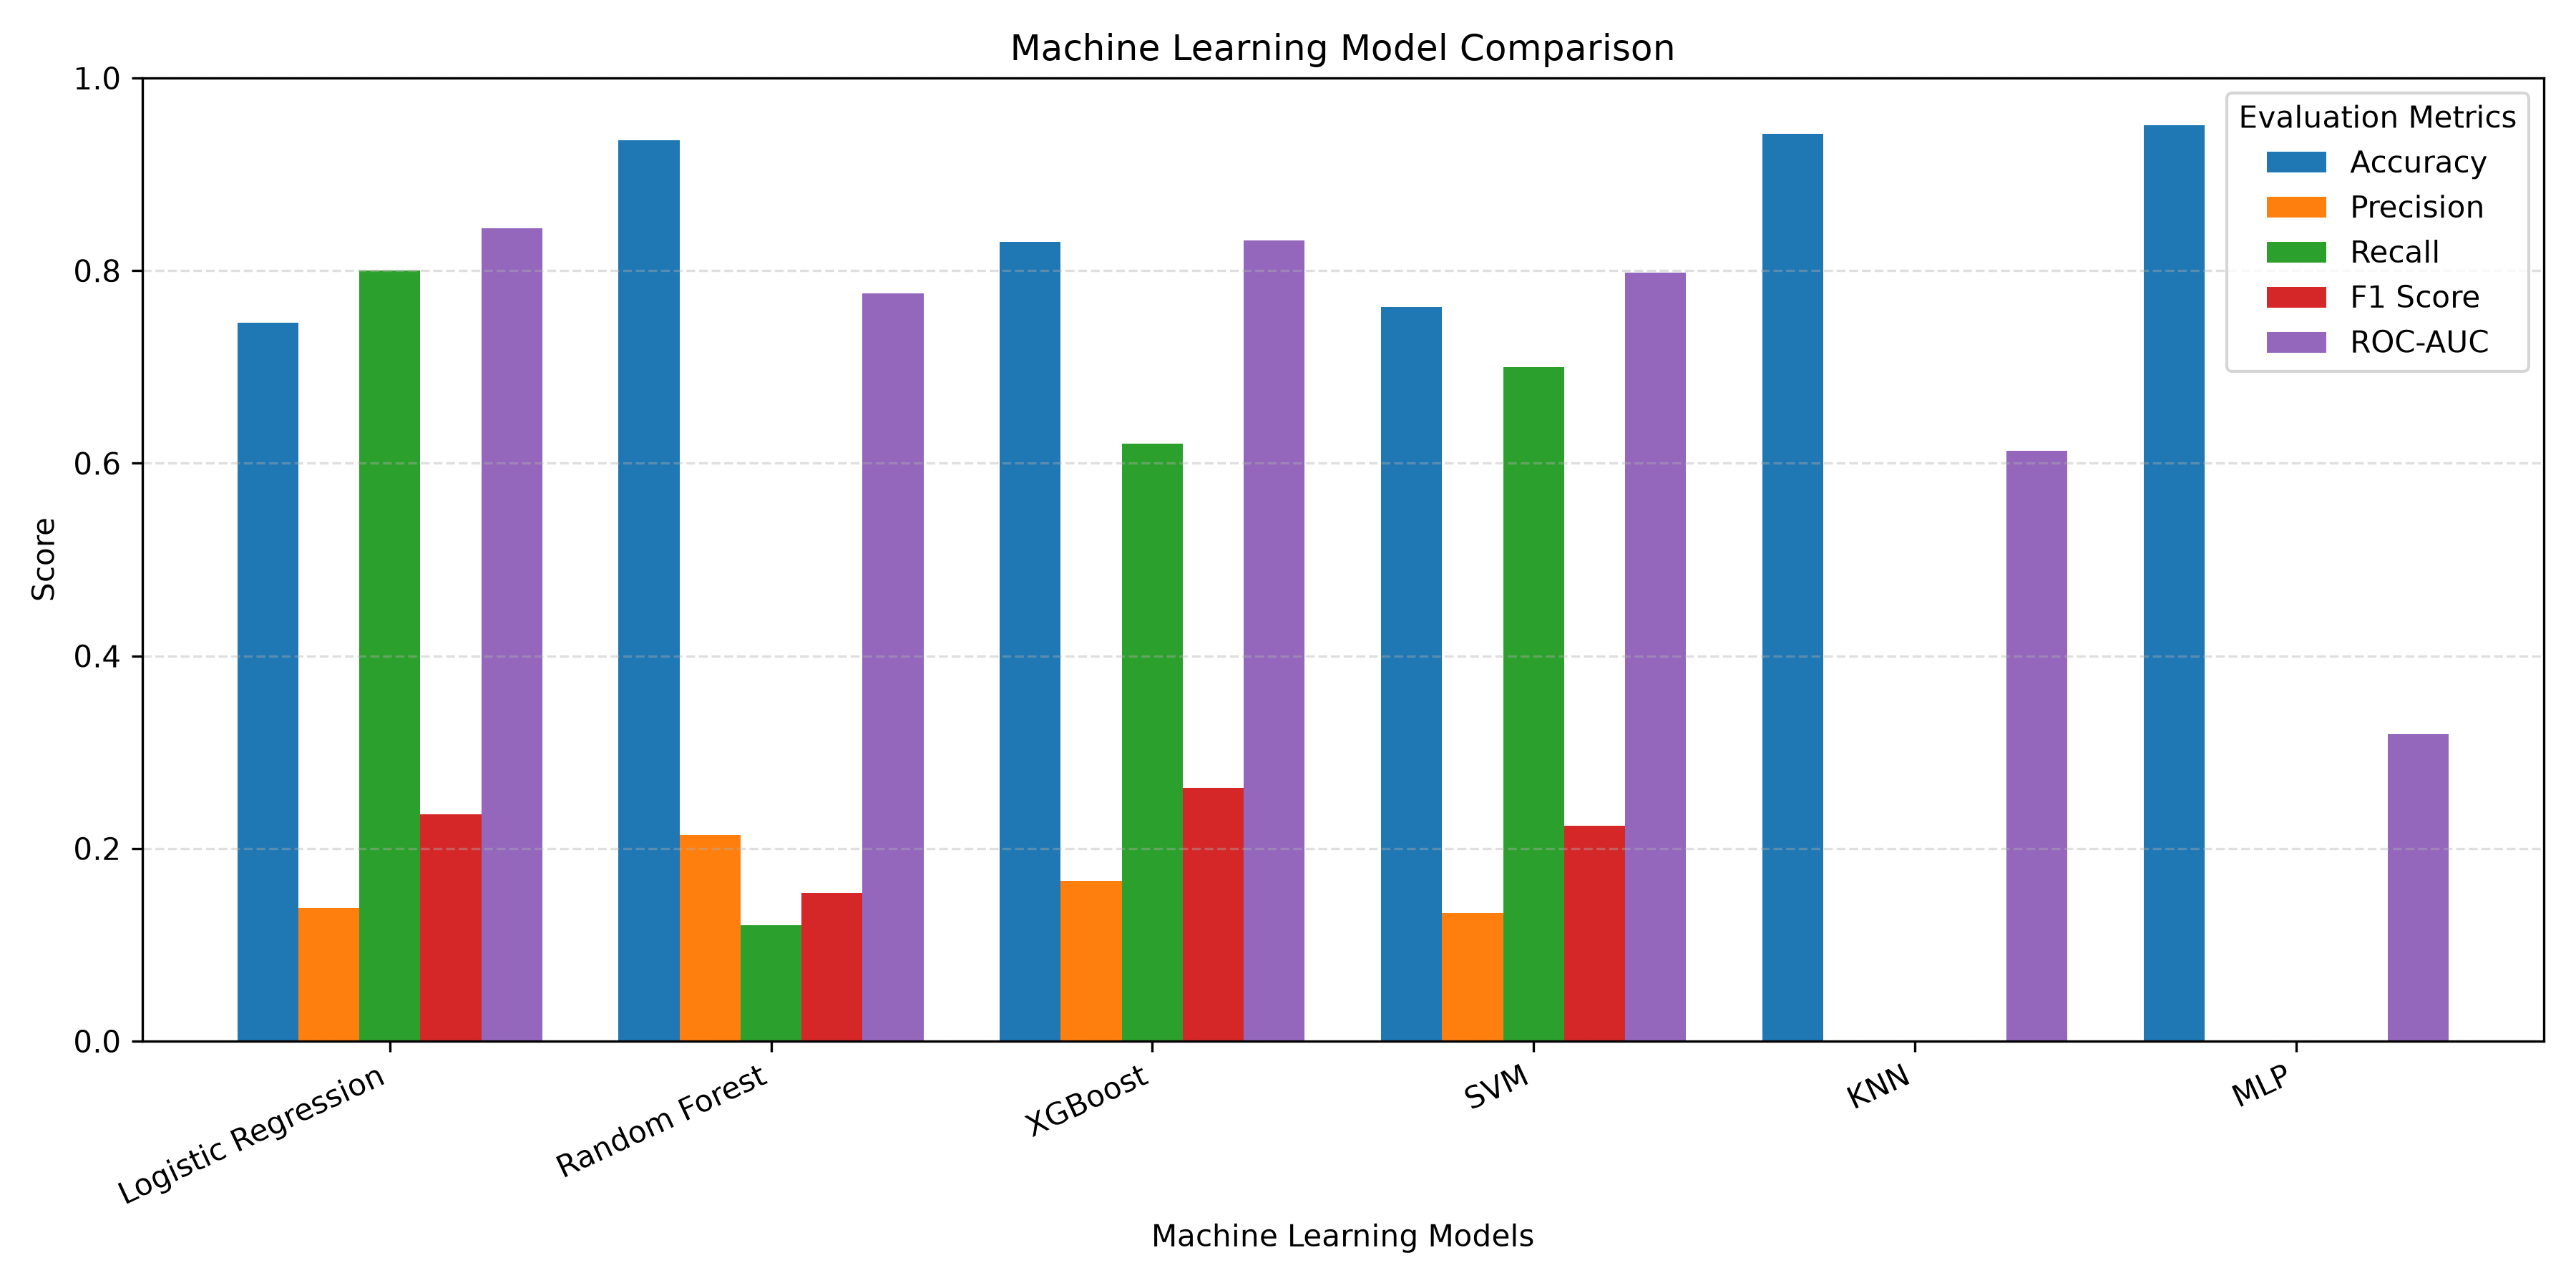 Machine Learning Model Comparison
1.0
0.8
0.6
0.4
0.2
0.0
Score
Evaluation Metrics
Accuracy
Precision
Recall
F1 Score
ROC-AUC
Logistic Regression
Random Forest
XGBoost
SVM
KNN
MLP
Machine Learning Models